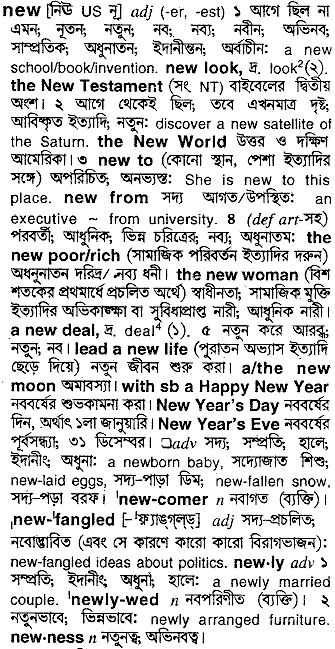 new [নিউ US নূ] adj (-er, -est) ১ আগে ছিল না
এমন; নূতন; নতুন; নব; নব্য; নবীন; অভিনব;
সাম্প্রতিক; অধুনাতন; ইদানীন্তন; অর্বাচীন: a new
school/book/invention. new look, দ্র. look²(২).
the New Testament (সং NT) বাইবেলের দ্বিতীয়
অংশ। ২ আগে থেকেই ছিল; তবে এখনমাত্র দৃষ্ট;
আবিষ্কৃত ইত্যাদি; নতুন: discover a new satellite of
the Saturn. the New World উত্তর ও দক্ষিণ
আমেরিকা। ৩ new to (কোনো স্থান, পেশা ইত্যাদির
সঙ্গে) অপরিচিত; অনভ্যস্ত: She is new to this
place. new from সদ্য আগত/উপস্থিত: an
executive ~ from university. ৪ (def art-সহ)
পরবর্তী; আধুনিক; ভিন্ন চরিত্রের; নব্য; অধুনাতম: the
new poor/rich (সামাজিক পরিবর্তন ইত্যাদির দরুন)
অধুনাতন দরিদ্র/নব্য ধনী। the new woman (বিশ
শতকের প্রথমার্ধে প্রচলিত অর্থে) স্বাধীনতা; সামাজিক মুক্তি
ইত্যাদির অভিকাঙ্ক্ষা বা সুবিধাপ্রাপ্ত নারী; আধুনিক নারী।
a new deal, দ্র. deal⁴ (১). ৫ নতুন করে আরব্ধ;
নতুন; নব। lead a new life (পুরাতন অভ্যাস ইত্যাদি
ছেড়ে দিয়ে) নতুন জীবন শুরু করা। a/the new
moon অমাবস্যা। with sb a Happy New Year
নববর্ষের শুভকামনা করা। New Year's Day নববর্ষের
দিন, অর্থাৎ ১লা জানুয়ারি। New Year's Eve নববর্ষের
পূর্বসন্ধ্যা; ৩১ ডিসেম্বর। □adv সদ্য; সম্প্রতি, হালে;
ইদানীং; অধুনা: a newborn baby, সদ্যোজাত শিশু;
new-laid eggs, সদ্য-পাড়া ডিম; new-fallen snow,
সদ্য-পড়া বরফ। ˈnew-comer n নবাগত (ব্যক্তি)।
ˌnew-ˈfangled [–ˈফ্যাঙ্গ্‌ল্ড্] adj সদ্য-প্রচলিত;
নবোদ্ভাবিত (এবং সে কারণে কারো কারো বিরাগভাজন):
new-fangled ideas about politics. new·ly adv ১
সম্প্রতি; ইদানীং; অধুনা; হালে: a newly married
couple. ˈnewly-wed n নবপরিণীত (ব্যক্তি)। ২
নতুনভাবে; ভিন্নভাবে: newly arranged furniture.
new·ness n নতুনত্ব; অভিনবত্ব।